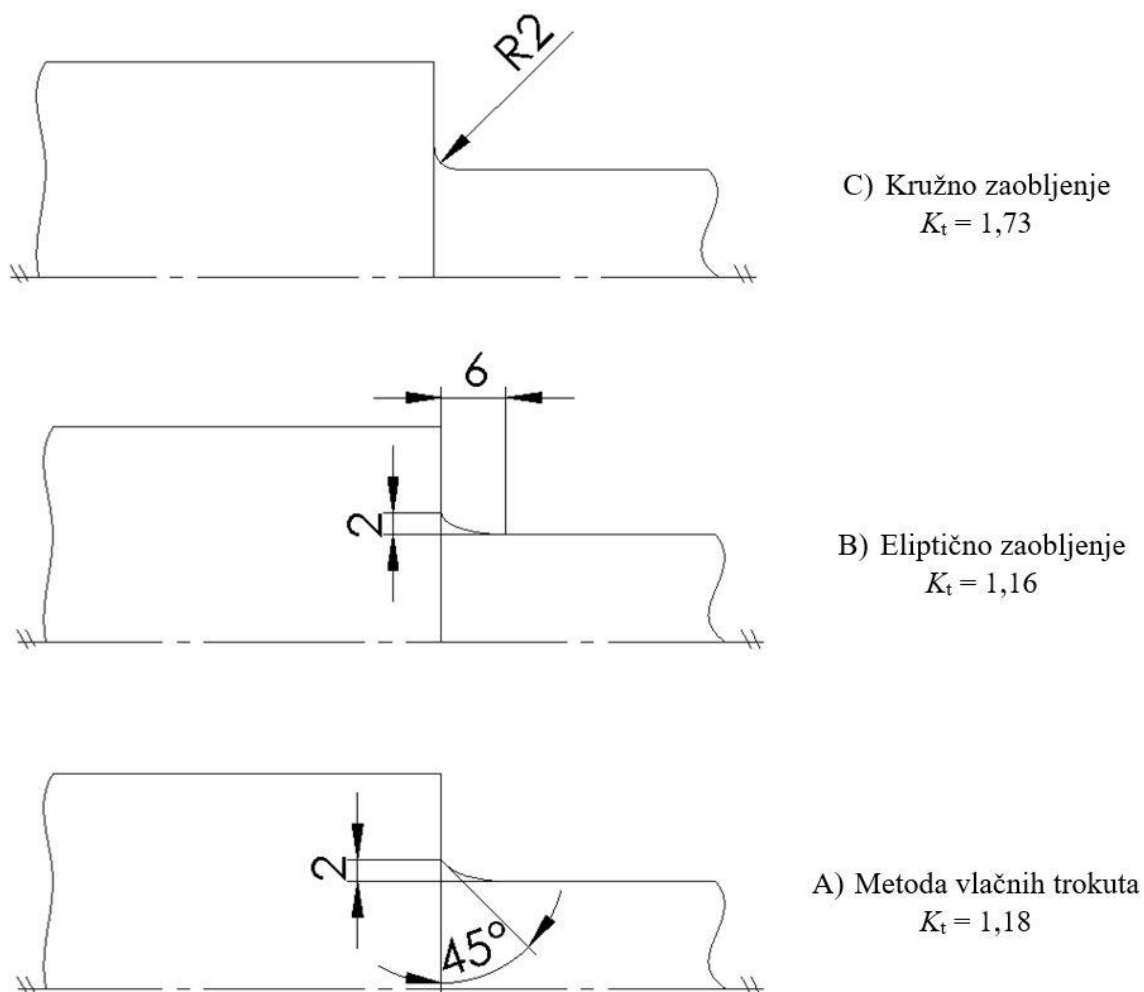 R2
C) Kružno zaobljenje
Kt = 1,73
6
2
B) Eliptično zaobljenje
Kt = 1,16
2
45°
A) Metoda vlačnih trokuta
Kt = 1,18